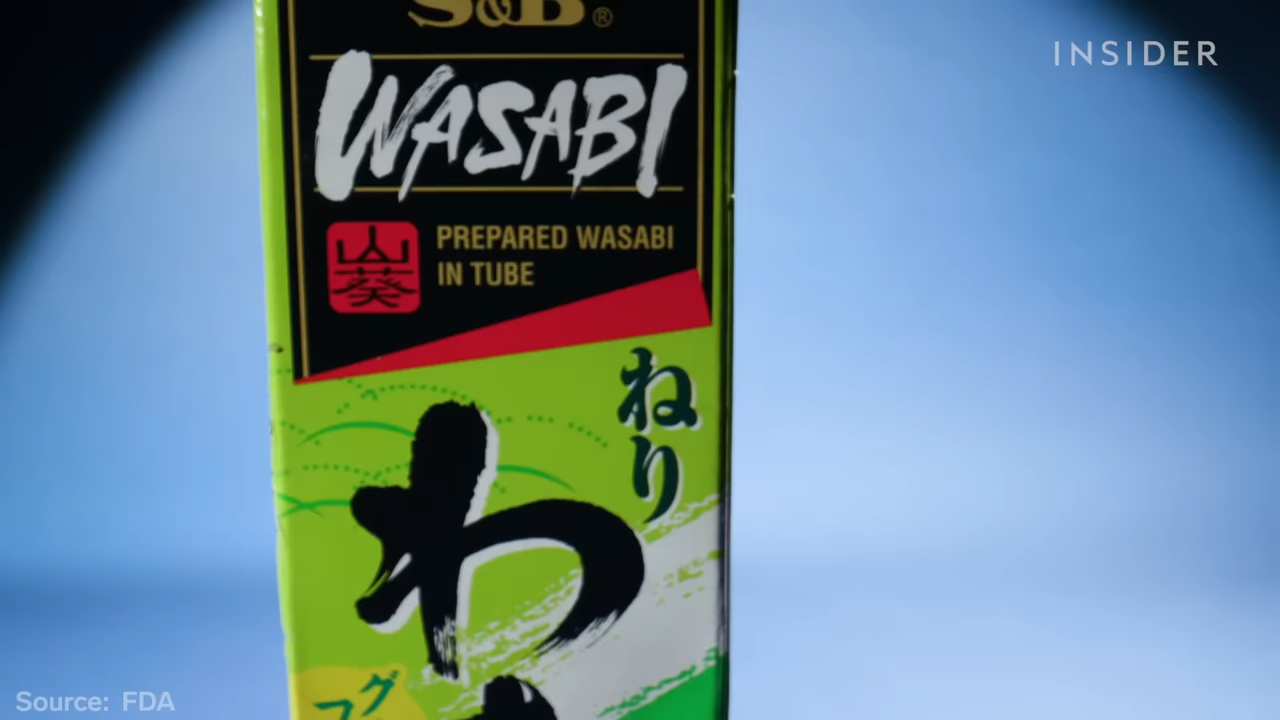 S&B®
INSIDER
WASABI
山葵
PREPARED WASABI
IN TUBE
ねり
わ
Source: FDA